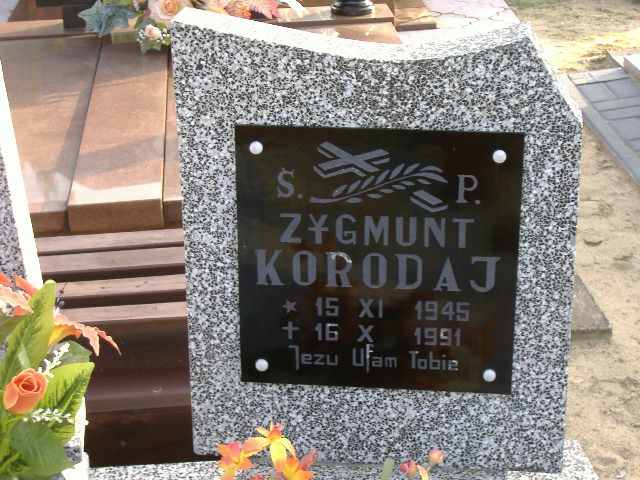 Ś. P.
ZYGMUNT
KORODAJ
* 15 XI 1945
+ 16 X 1991
Jezu Ufam Tobie